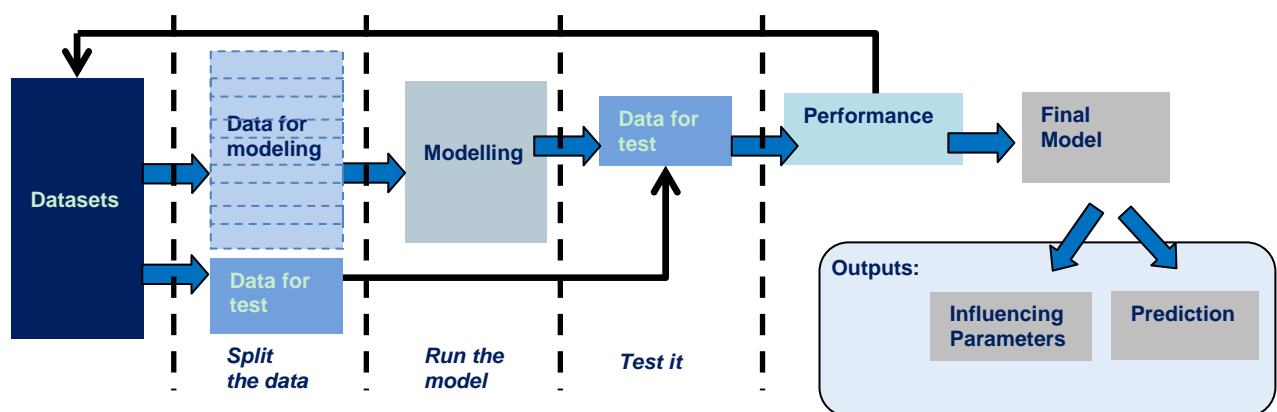 Datasets
Data for
modeling
Data for
test
Split
the data
Modelling
Run the
model
Data for
test
Test it
Performance
Final
Model
Outputs:
Influencing
Parameters
Prediction